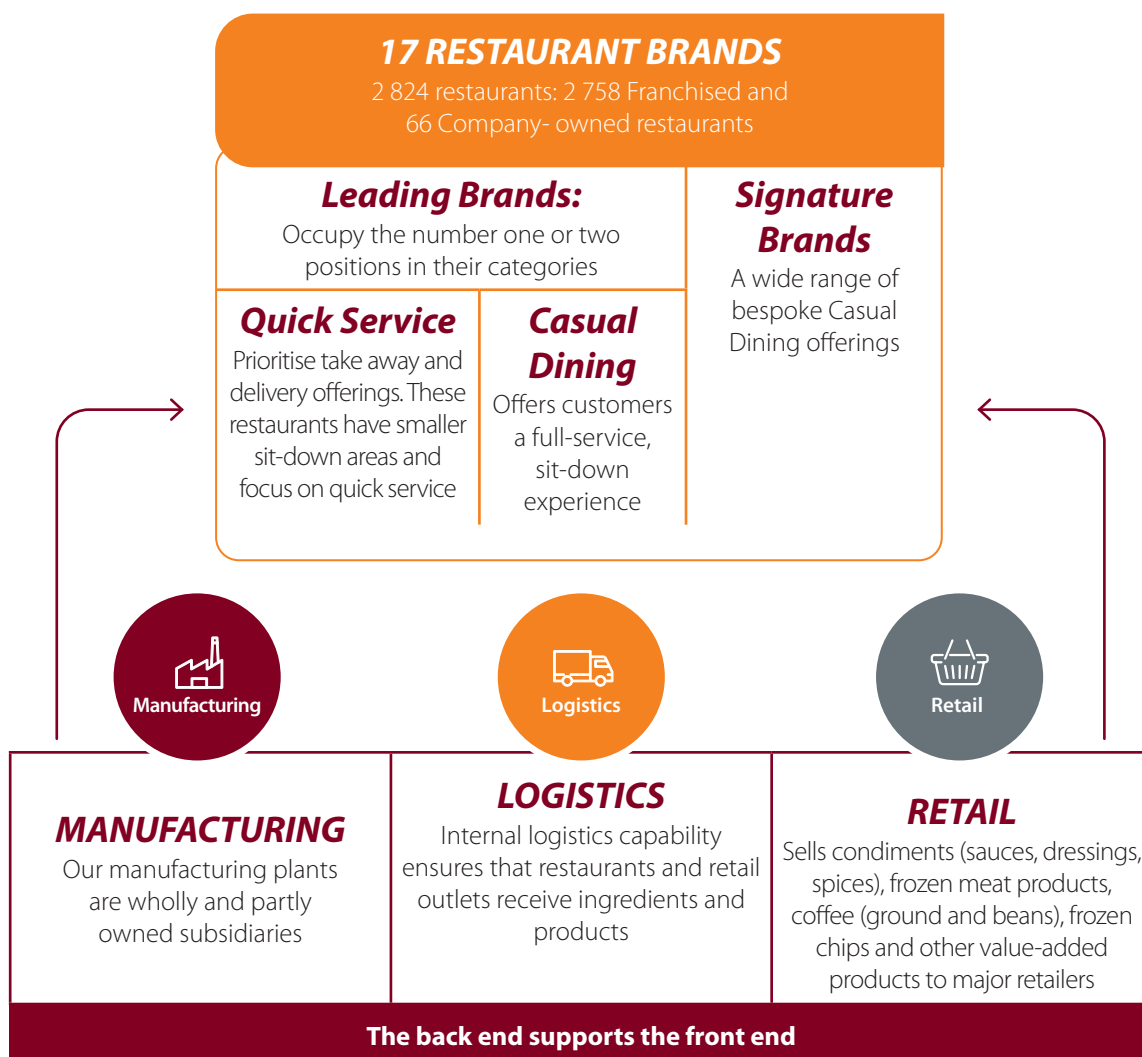 17 RESTAURANT BRANDS
2 824 restaurants: 2 758 Franchised and
66 Company- owned restaurants
Leading Brands:
Occupy the number one or two
positions in their categories
Quick Service
Prioritise take away and
delivery offerings. These
restaurants have smaller
sit-down areas and
focus on quick service
Casual
Dining
Offers customers
a full-service,
sit-down
experience
Signature
Brands
A wide range of
bespoke Casual
Dining offerings
Manufacturing
Logistics
Retail
MANUFACTURING
Our manufacturing plants
are wholly and partly
owned subsidiaries
LOGISTICS
Internal logistics capability
ensures that restaurants and retail
outlets receive ingredients and
products
RETAIL
Sells condiments (sauces, dressings,
spices), frozen meat products,
coffee (ground and beans), frozen
chips and other value-added
products to major retailers
The back end supports the front end